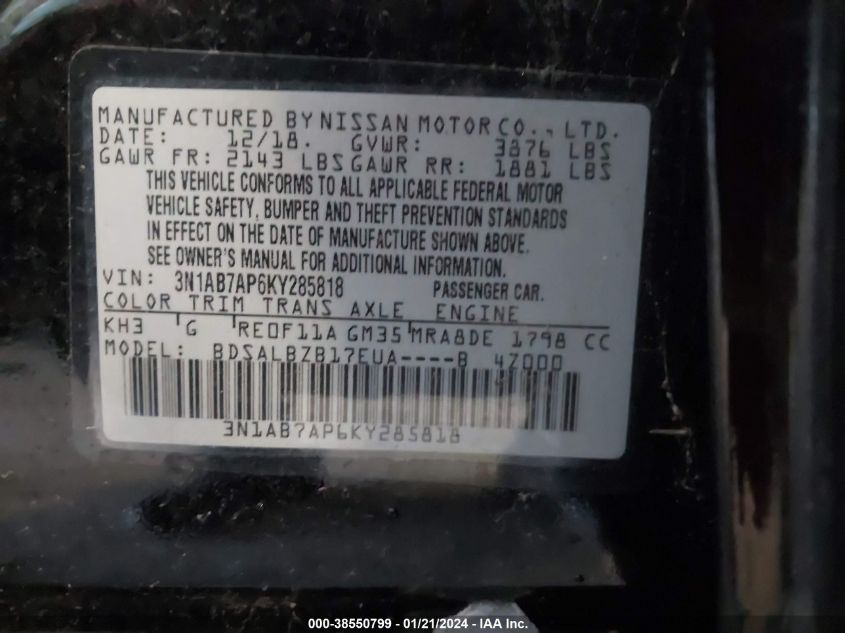 MANUFACTURED BY NISSAN MOTOR CO., LTD.
DATE: 12/18. GVWR: 3876 LBS
GAWR FR: 2143 LBS GAWR RR: 1881 LBS
THIS VEHICLE CONFORMS TO ALL APPLICABLE FEDERAL MOTOR
VEHICLE SAFETY, BUMPER AND THEFT PREVENTION STANDARDS
IN EFFECT ON THE DATE OF MANUFACTURE SHOWN ABOVE.
SEE OWNER'S MANUAL FOR ADDITIONAL INFORMATION.
VIN: 3N1AB7AP6KY285818 PASSENGER CAR.
COLOR TRIM TRANS AXLE ENGINE
KH3 G RE0F11A GM35 MRA8DE 1798 CC
MODEL: BDSALBZB17EUA----B 4Z000
3N1AB7AP6KY285818
000-38550799 - 01/21/2024 - IAA Inc.